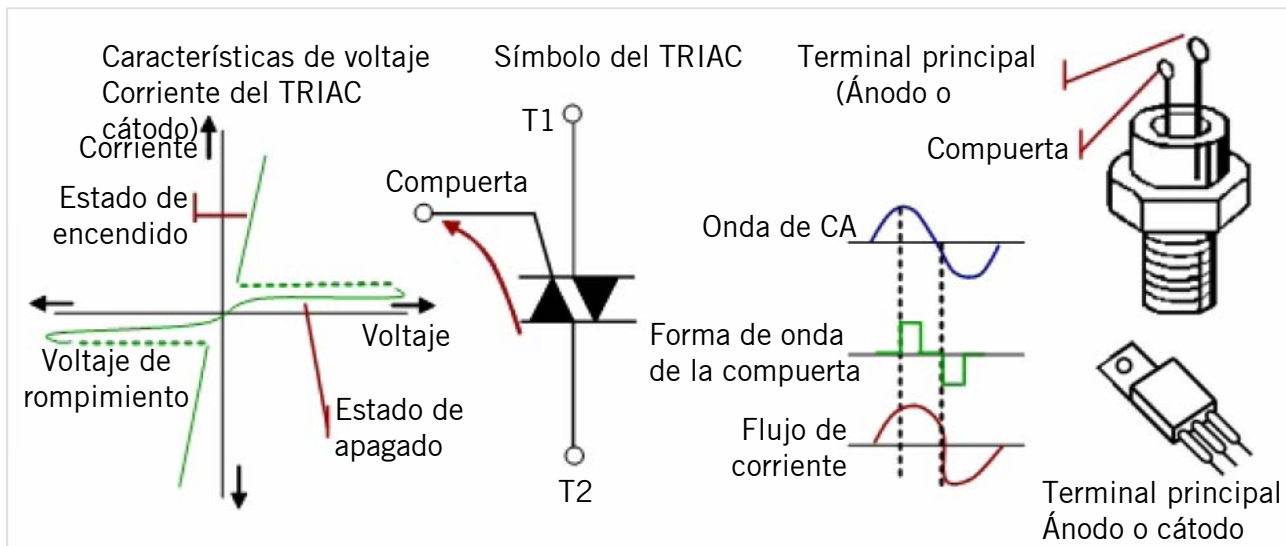 Características de voltaje
Corriente del TRIAC
cátodo)
Corriente
Estado de
encendido
Voltaje
Voltaje de
rompimiento
Estado de
apagado
Símbolo del TRIAC
T1
Compuerta
T2
Terminal principal
(Ánodo o
Compuerta
Onda de CA
Forma de onda
de la compuerta
Flujo de
corriente
Terminal principal
Ánodo o cátodo